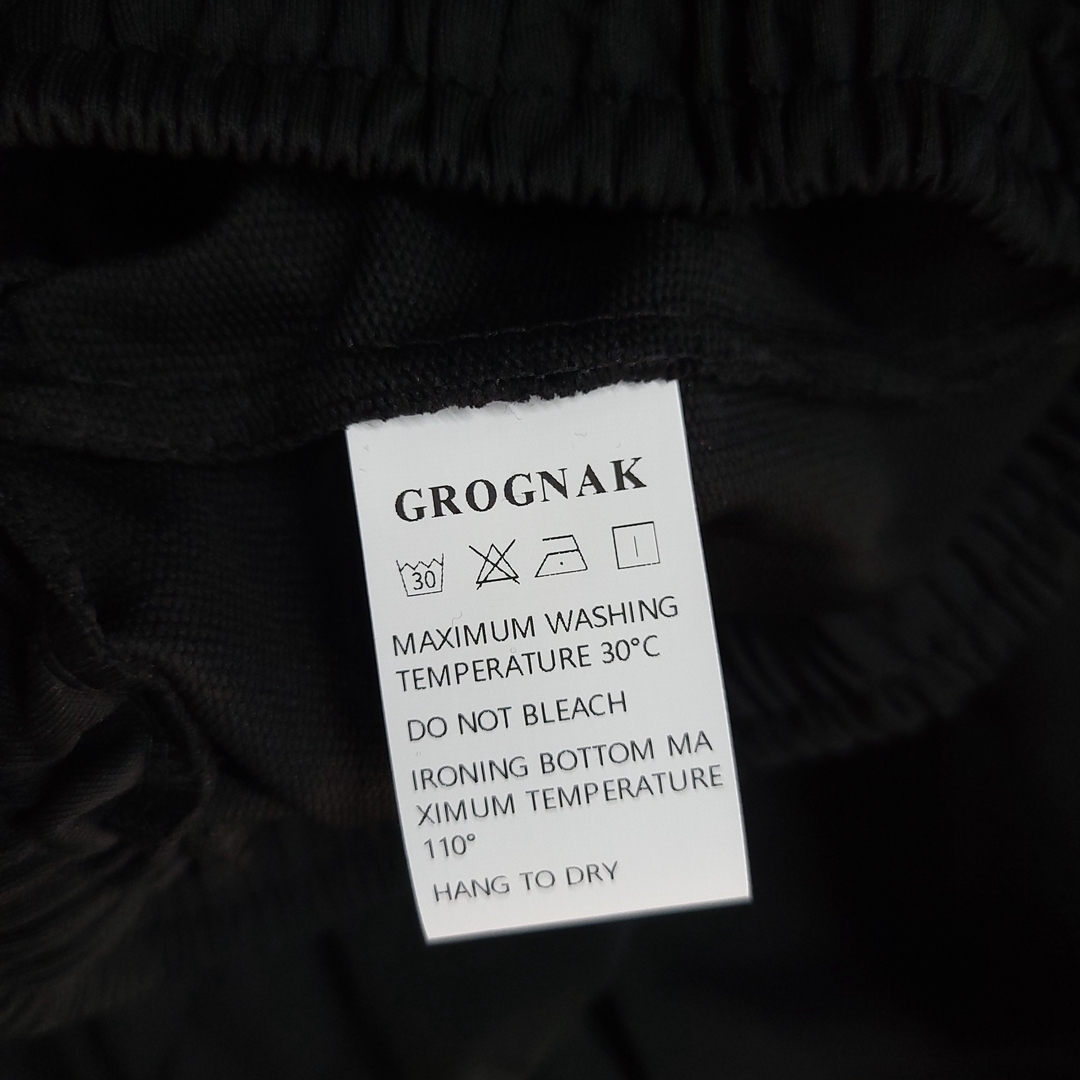 GROGNAK
30
MAXIMUM WASHING
TEMPERATURE 30°C
DO NOT BLEACH
IRONING BOTTOM MA
XIMUM TEMPERATURE
110°
HANG TO DRY